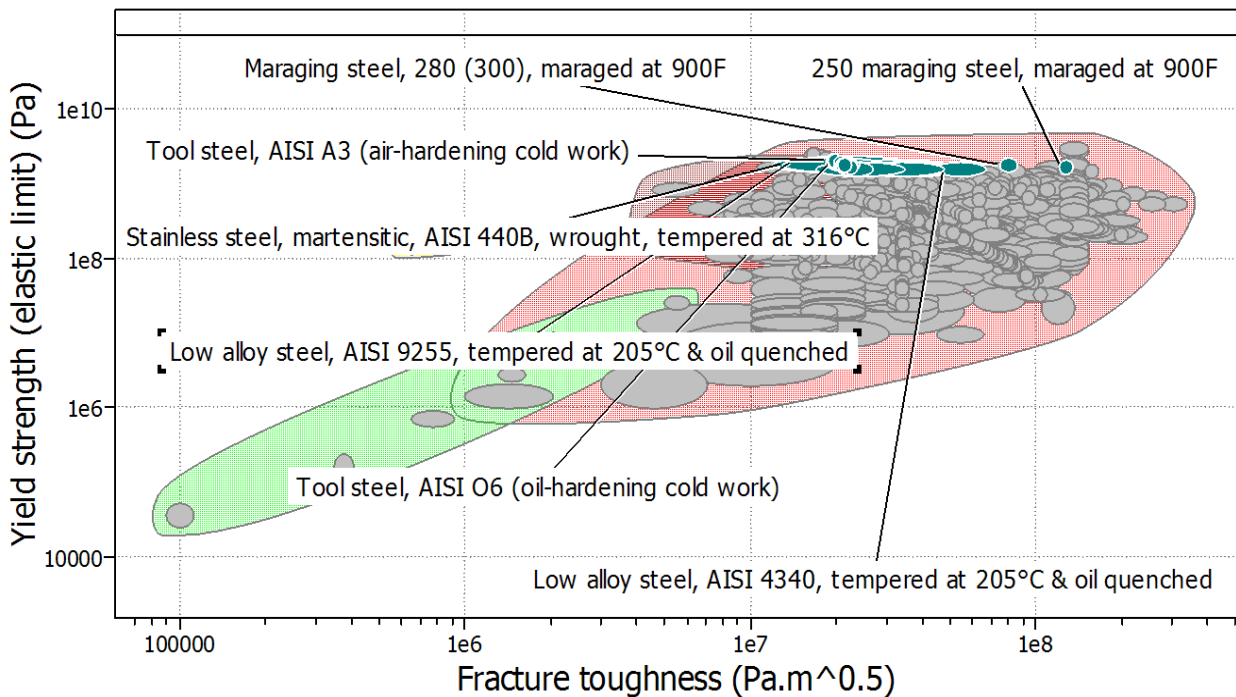 Maraging steel, 280 (300), maraged at 900F
250 maraging steel, maraged at 900F
1e10
Tool steel, AISI A3 (air-hardening cold work)
Stainless steel, martensitic, AISI 440B, wrought, tempered at 316°C
1e8
Low alloy steel, AISI 9255, tempered at 205°C & oil quenched
1e6
Tool steel, AISI O6 (oil-hardening cold work)
10000
Low alloy steel, AISI 4340, tempered at 205°C & oil quenched
Yield strength (elastic limit) (Pa)
100000
1e6
1e7
1e8
Fracture toughness (Pa.m^0.5)